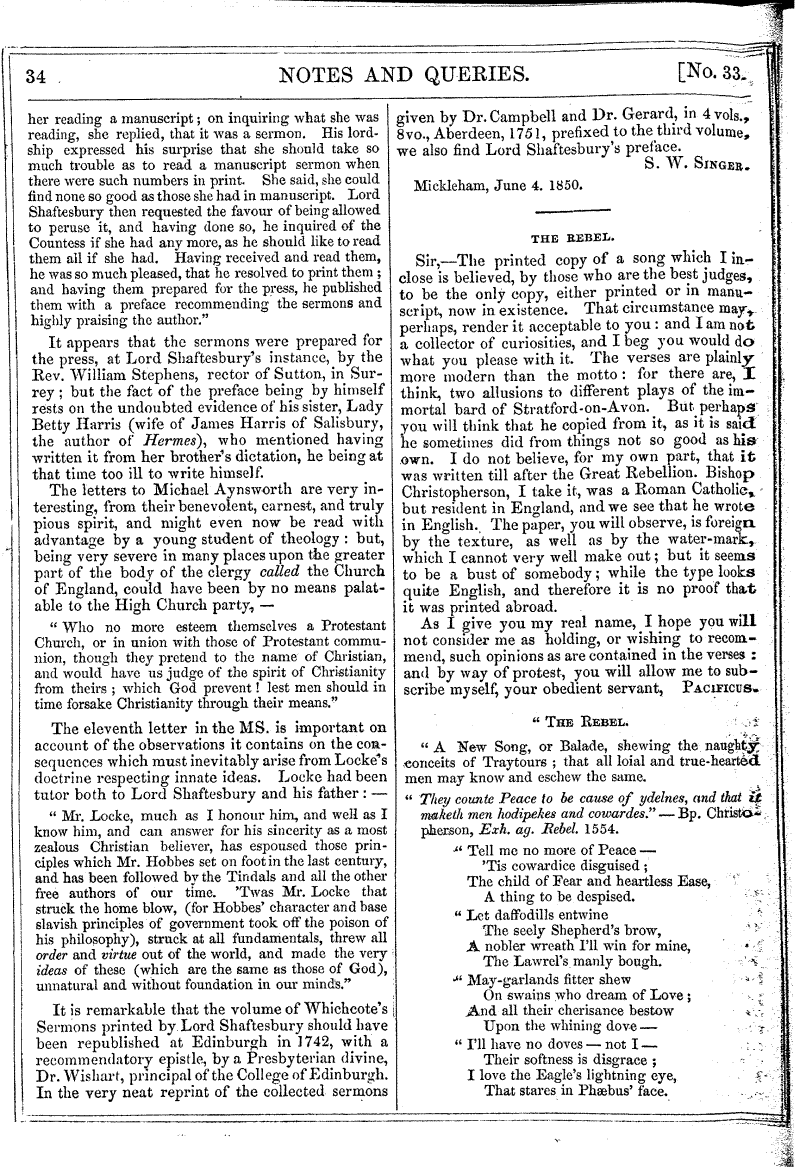 34 NOTES AND QUERIES. [No. 33.
her reading a manuscript; on inquiring what she was
reading, she replied, that it was a sermon. His lord-
ship expressed his surprise that she should take so
much trouble as to read a manuscript sermon when
there were such numbers in print. She said, she could
find none so good as those she had in manuscript. Lord
Shaftesbury then requested the favour of being allowed
to peruse it, and having done so, he inquired of the
Countess if she had any more, as he should like to read
them all if she had. Having received and read them,
he was so much pleased, that he resolved to print them;
and having them prepared for the press, he published
them with a preface recommending the sermons and
highly praising the author."
It appears that the sermons were prepared for
the press, at Lord Shaftesbury's instance, by the
Rev. William Stephens, rector of Sutton, in Sur-
rey; but the fact of the preface being by himself
rests on the undoubted evidence of his sister, Lady
Betty Harris (wife of James Harris of Salisbury,
the author of Hermes), who mentioned having
written it from her brother's dictation, he being at
that time too ill to write himself.
The letters to Michael Aynsworth are very in-
teresting, from their benevolent, earnest, and truly
pious spirit, and might even now be read with
advantage by a young student of theology: but,
being very severe in many places upon the greater
part of the body of the clergy called the Church
of England, could have been by no means palat-
able to the High Church party, —
" Who no more esteem themselves a Protestant
Church, or in union with those of Protestant commu-
nion, though they pretend to the name of Christian,
and would have us judge of the spirit of Christianity
from theirs; which God prevent! lest men should in
time forsake Christianity through their means."
The eleventh letter in the MS. is important on
account of the observations it contains on the con-
sequences which must inevitably arise from Locke's
doctrine respecting innate ideas. Locke had been
tutor both to Lord Shaftesbury and his father: —
" Mr. Locke, much as I honour him, and well as I
know him, and can answer for his sincerity as a most
zealous Christian believer, has espoused those prin-
ciples which Mr. Hobbes set on foot in the last century,
and has been followed by the Tindals and all the other
free authors of our time. 'Twas Mr. Locke that
struck the home blow, (for Hobbes' character and base
slavish principles of government took off the poison of
his philosophy), struck at all fundamentals, threw all
order and virtue out of the world, and made the very
ideas of these (which are the same as those of God),
unnatural and without foundation in our minds."
It is remarkable that the volume of Whichcote's
Sermons printed by Lord Shaftesbury should have
been republished at Edinburgh in 1742, with a
recommendatory epistle, by a Presbyterian divine,
Dr. Wishart, principal of the College of Edinburgh.
In the very neat reprint of the collected sermons
given by Dr. Campbell and Dr. Gerard, in 4 vols.,
8vo., Aberdeen, 1751, prefixed to the third volume,
we also find Lord Shaftesbury's preface.
S. W. SINGER.
Mickleham, June 4. 1850.
THE REBEL.
Sir,—The printed copy of a song which I in-
close is believed, by those who are the best judges,
to be the only copy, either printed or in manu-
script, now in existence. That circumstance may,
perhaps, render it acceptable to you: and I am not
a collector of curiosities, and I beg you would do
what you please with it. The verses are plainly
more modern than the motto: for there are, I
think, two allusions to different plays of the im-
mortal bard of Stratford-on-Avon. But perhaps
you will think that he copied from it, as it is said
he sometimes did from things not so good as his
own. I do not believe, for my own part, that it
was written till after the Great Rebellion. Bishop
Christopherson, I take it, was a Roman Catholic,
but resident in England, and we see that he wrote
in English. The paper, you will observe, is foreign
by the texture, as well as by the water-mark,
which I cannot very well make out; but it seems
to be a bust of somebody; while the type looks
quite English, and therefore it is no proof that
it was printed abroad.
As I give you my real name, I hope you will
not consider me as holding, or wishing to recom-
mend, such opinions as are contained in the verses:
and by way of protest, you will allow me to sub-
scribe myself, your obedient servant, PACIFICUS.
" THE REBEL.
" A New Song, or Balade, shewing the naughty
conceits of Traytours; that all loial and true-hearted
men may know and eschew the same.
" They counte Peace to be cause of ydelnes, and that it
maketh men hodipekes and cowardes." — Bp. Christo-
pherson, Exh. ag. Rebel. 1554.
" Tell me no more of Peace —
'Tis cowardice disguised;
The child of Fear and heartless Ease,
A thing to be despised.
" Let daffodills entwine
The seely Shepherd's brow,
A nobler wreath I'll win for mine,
The Lawrel's manly bough.
" May-garlands fitter shew
On swains who dream of Love;
And all their cherisance bestow
Upon the whining dove —
" I'll have no doves — not I —
Their softness is disgrace;
I love the Eagle's lightning eye,
That stares in Phæbus' face.